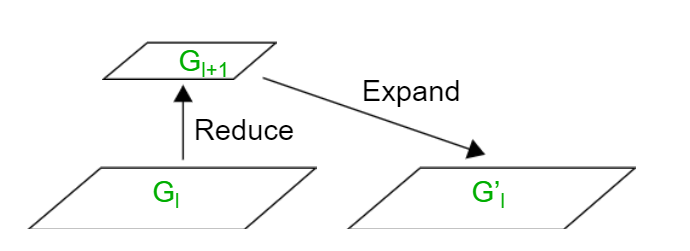 G_{l+1}
Expand
Reduce
G_l
G’_l